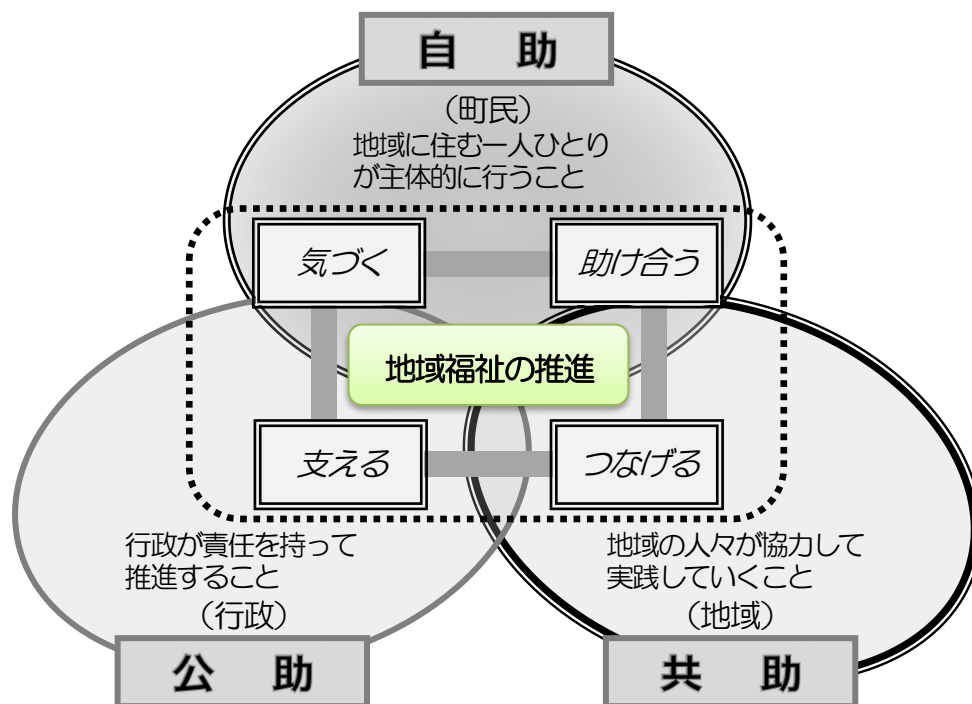 自　助
（町民）
地域に住む一人ひとり
が主体的に行うこと
気づく
助け合う
地域福祉の推進
支える
つなげる
行政が責任を持って
推進すること
（行政）
公　助
地域の人々が協力して
実践していくこと
（地域）
共　助